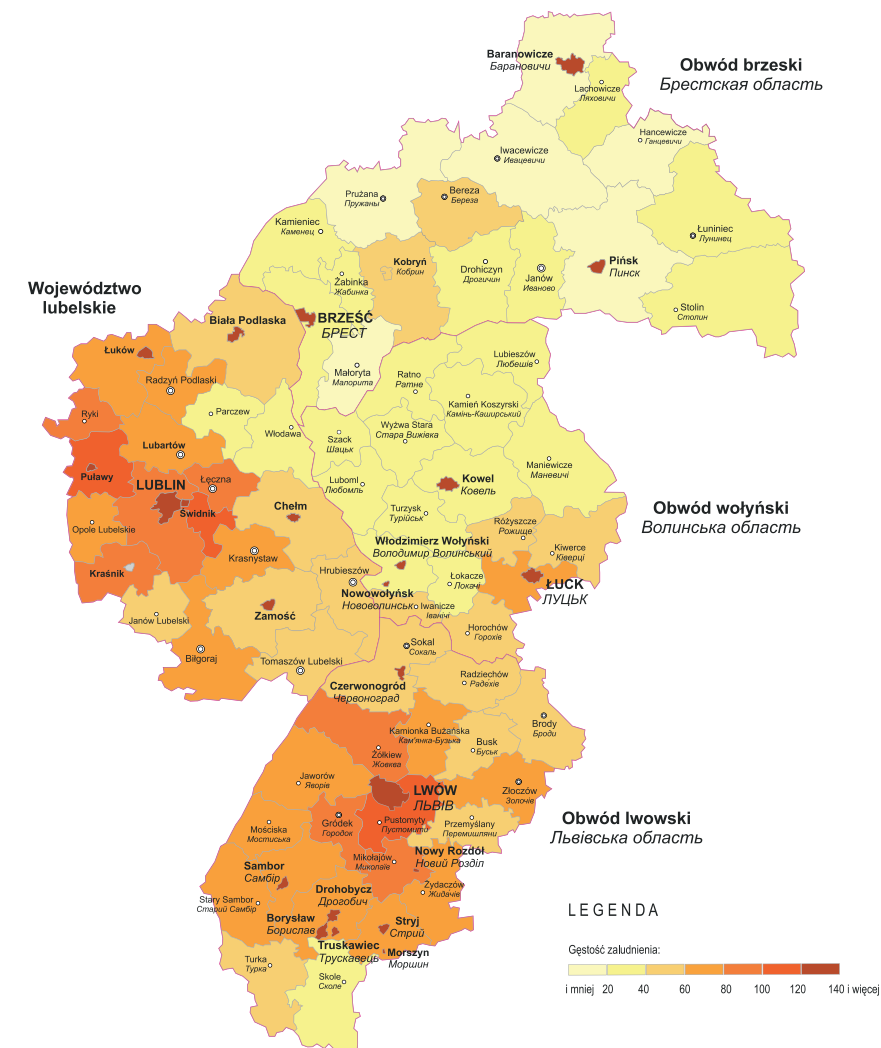 Baranowicze
Барановичи
Obwód brzeski
Брестская область
Lachowicze
Ляховичи
Hancewicze
Ганцевичи
Iwacewicze
Ивацевичи
Prużana
Пружаны
Bereza
Береза
Kamieniec
Каменец
Łuniniec
Лунинец
Kobryń
Кобрин
Drohiczyn
Дрогичин
Janów
Иваново
Pińsk
Пинск
Żabinka
Жабинка
Stolin
Столин
Województwo
lubelskie
Biała Podlaska
BRZEŚĆ
БРЕСТ
Łuków
Małoryta
Малорита
Radzyń Podlaski
Lubieszów
Любешів
Ratno
Ратне
Kamień Koszyrski
Камінь-Каширський
Ryki
Parczew
Włodawa
Wyżwa Stara
Стара Вижівка
Szack
Шацьк
Lubartów
Maniewicze
Маневичі
Puławy
LUBLIN
Łęczna
Luboml
Любомль
Kowel
Ковель
Świdnik
Chełm
Turzysk
Турійськ
Obwód wołyński
Волинська область
Opole Lubelskie
Różyszcze
Рожище
Włodzimierz Wołyński
Володимир Волинський
Kiwerce
Ківерці
Krasnystaw
Kraśnik
Hrubieszów
Łokacze
Локачі
ŁUCK
ЛУЦЬК
Nowowołyńsk
Нововолинськ
Iwanicze
Іваничі
Janów Lubelski
Zamość
Horochów
Горохів
Sokal
Сокаль
Biłgoraj
Tomaszów Lubelski
Radziechów
Радехів
Czerwonogród
Червоноград
Brody
Броди
Kamionka Bużańska
Кам'янка-Бузька
Busk
Буськ
Żółkiew
Жовква
Jaworów
Яворів
LWÓW
ЛЬВІВ
Złoczów
Золочів
Gródek
Городок
Pustomyty
Пустомити
Przemyślany
Перемишляни
Obwód lwowski
Львівська область
Mościska
Мостиська
Mikołajów
Миколаїв
Nowy Rozdół
Новий Розділ
Sambor
Самбір
Drohobycz
Дрогобич
Żydaczów
Жидачів
Stary Sambor
Старий Самбір
Borysław
Борислав
Stryj
Стрий
Truskawiec
Трускавець
Morszyn
Моршин
Turka
Турка
Skole
Сколе
LEGENDA
Gęstość zaludnienia:
i mniej 20 40 60 80 100 120 140 i więcej